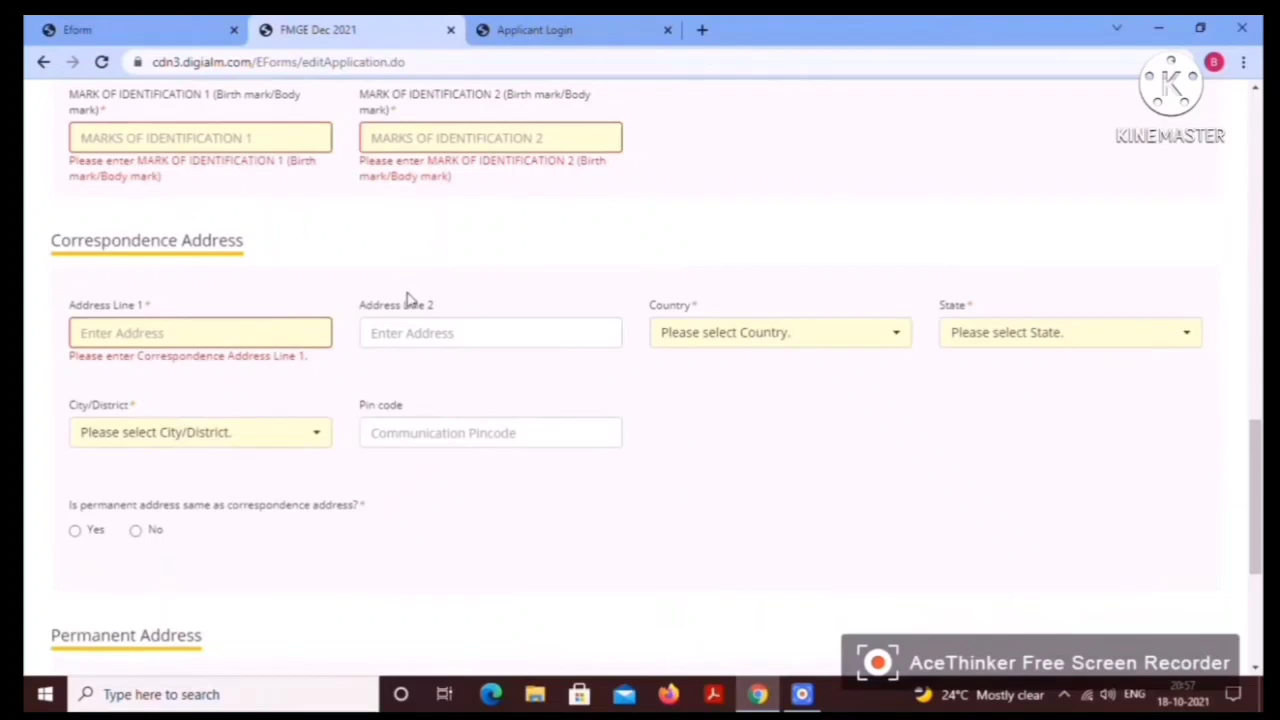 Eform
FMGE Dec 2021
Applicant Login
cdn3.digialm.com/EForms/editApplication.do
B
K
KINEMASTER
MARK OF IDENTIFICATION 1 (Birth mark/Body
mark)*
MARK OF IDENTIFICATION 2 (Birth mark/Body
mark)*
MARKS OF IDENTIFICATION 1
MARKS OF IDENTIFICATION 2
Please enter MARK OF IDENTIFICATION 1 (Birth
mark/Body mark)
Please enter MARK OF IDENTIFICATION 2 (Birth
mark/Body mark)
Correspondence Address
Address Line 1*
Address Line 2
Country*
State*
Enter Address
Enter Address
Please select Country.
Please select State.
Please enter Correspondence Address Line 1.
City/District*
Pin code
Please select City/District.
Communication Pincode
Is permanent address same as correspondence address?*
Yes
No
Permanent Address
AceThinker Free Screen Recorder
Type here to search
24°C Mostly clear
ENG
20:57
18-10-2021